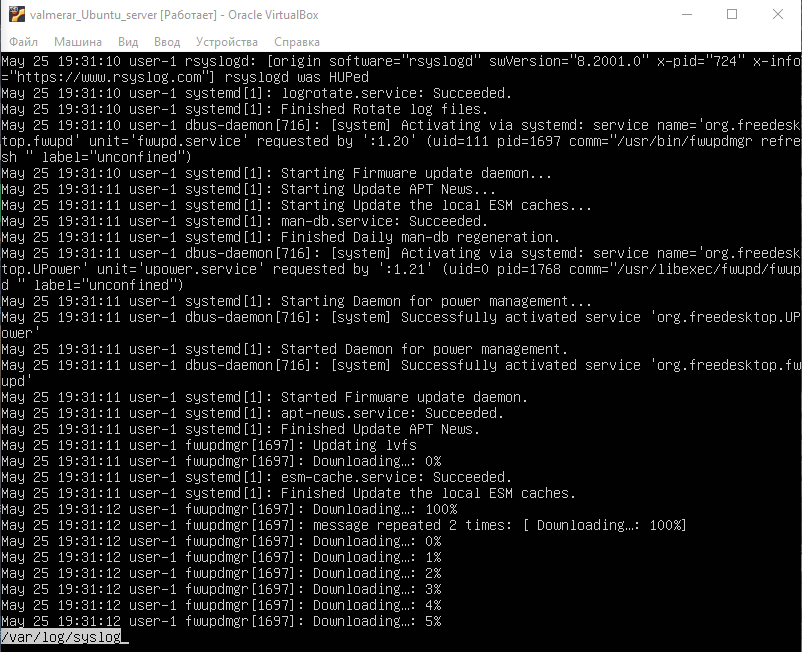 valmerar_Ubuntu_server [Работает] - Oracle VirtualBox
Файл Машина Вид Ввод Устройства Справка
May 25 19:31:10 user-1 rsyslogd: [origin software="rsyslogd" swVersion="8.2001.0" x-pid="724" x-info
="https://www.rsyslog.com"] rsyslogd was HUPed
May 25 19:31:10 user-1 systemd[1]: logrotate.service: Succeeded.
May 25 19:31:10 user-1 systemd[1]: Finished Rotate log files.
May 25 19:31:10 user-1 dbus-daemon[716]: [system] Activating via systemd: service name='org.freedesk
top.fwupd' unit='fwupd.service' requested by ':1.20' (uid=111 pid=1697 comm="/usr/bin/fwupdmgr refre
sh " label="unconfined")
May 25 19:31:10 user-1 systemd[1]: Starting Firmware update daemon...
May 25 19:31:11 user-1 systemd[1]: Starting Update APT News...
May 25 19:31:11 user-1 systemd[1]: Starting Update the local ESM caches...
May 25 19:31:11 user-1 systemd[1]: man-db.service: Succeeded.
May 25 19:31:11 user-1 systemd[1]: Finished Daily man-db regeneration.
May 25 19:31:11 user-1 dbus-daemon[716]: [system] Activating via systemd: service name='org.freedesk
top.UPower' unit='upower.service' requested by ':1.21' (uid=0 pid=1768 comm="/usr/libexec/fwupd/fwup
d " label="unconfined")
May 25 19:31:11 user-1 systemd[1]: Starting Daemon for power management...
May 25 19:31:11 user-1 dbus-daemon[716]: [system] Successfully activated service 'org.freedesktop.UP
ower'
May 25 19:31:11 user-1 systemd[1]: Started Daemon for power management.
May 25 19:31:11 user-1 dbus-daemon[716]: [system] Successfully activated service 'org.freedesktop.fw
upd'
May 25 19:31:11 user-1 systemd[1]: Started Firmware update daemon.
May 25 19:31:11 user-1 systemd[1]: apt-news.service: Succeeded.
May 25 19:31:11 user-1 systemd[1]: Finished Update APT News.
May 25 19:31:11 user-1 fwupdmgr[1697]: Updating lvfs
May 25 19:31:11 user-1 fwupdmgr[1697]: Downloading…: 0%
May 25 19:31:11 user-1 systemd[1]: esm-cache.service: Succeeded.
May 25 19:31:11 user-1 systemd[1]: Finished Update the local ESM caches.
May 25 19:31:12 user-1 fwupdmgr[1697]: Downloading…: 100%
May 25 19:31:12 user-1 fwupdmgr[1697]: message repeated 2 times: [ Downloading…: 100%]
May 25 19:31:12 user-1 fwupdmgr[1697]: Downloading…: 0%
May 25 19:31:12 user-1 fwupdmgr[1697]: Downloading…: 1%
May 25 19:31:12 user-1 fwupdmgr[1697]: Downloading…: 2%
May 25 19:31:12 user-1 fwupdmgr[1697]: Downloading…: 3%
May 25 19:31:12 user-1 fwupdmgr[1697]: Downloading…: 4%
May 25 19:31:12 user-1 fwupdmgr[1697]: Downloading…: 5%
/var/log/syslog